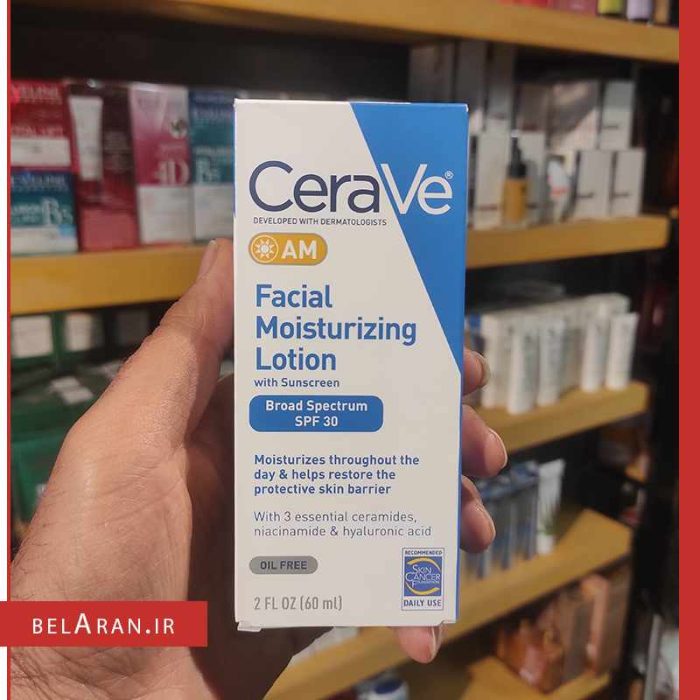 CeraVe®
DEVELOPED WITH DERMATOLOGISTS
AM
Facial
Moisturizing
Lotion
with Sunscreen
Broad Spectrum
SPF 30
Moisturizes throughout the
day & helps restore the
protective skin barrier
With 3 essential ceramides,
niacinamide & hyaluronic acid
OIL FREE
2 FL OZ (60 ml)
RECOMMENDED
SKIN
CANCER
FOUNDATION
DAILY USE
CeraVe
BELARAN.IR